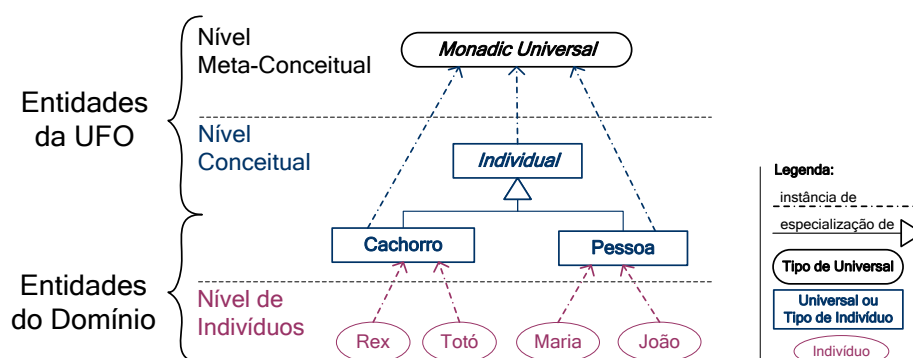 Nível
Meta-Conceitual
Monadic Universal
Entidades
da UFO
Nível
Conceitual
Individual
Cachorro
Pessoa
Entidades
do Domínio
Nível de
Indivíduos
Rex
Totó
Maria
João
Legenda:
instância de
especialização de
Tipo de Universal
Universal ou
Tipo de Indivíduo
Indivíduo